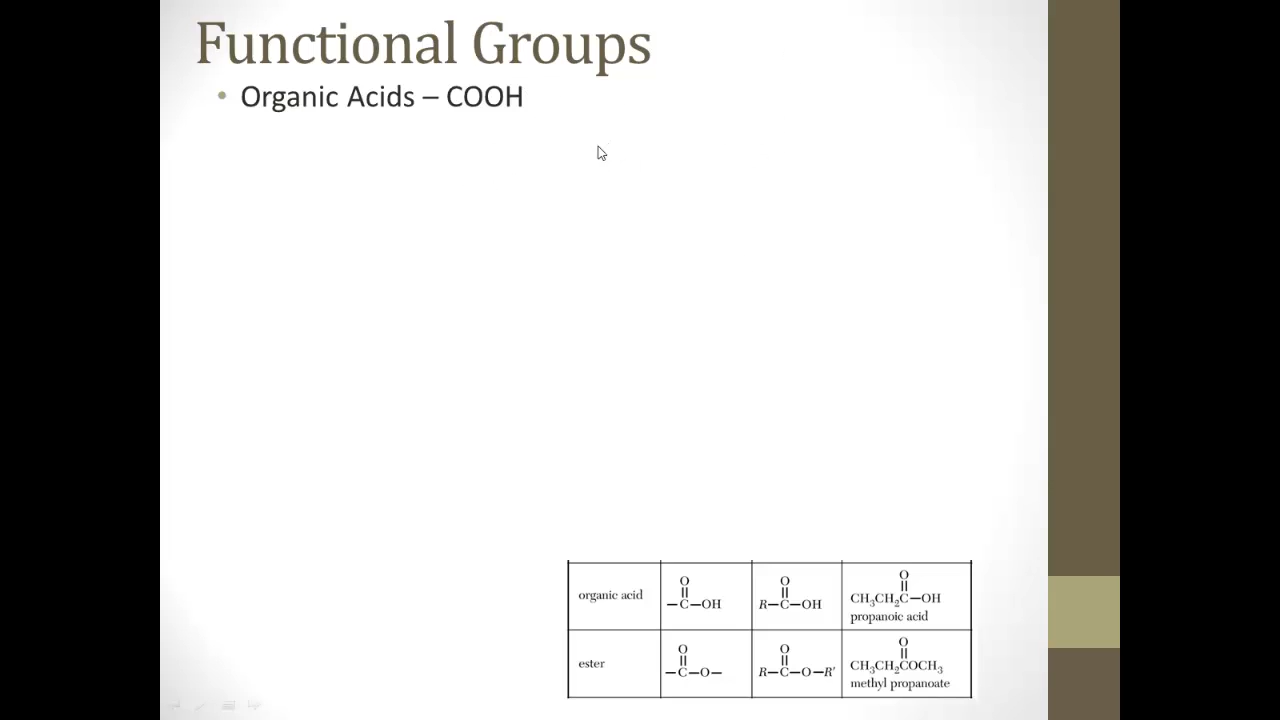 Functional Groups
• Organic Acids – COOH
organic acid
O
—C—OH
O
R—C—OH
O
CH₃CH₂C—OH
propanoic acid
ester
O
—C—O—
O
R—C—O—R'
O
CH₃CH₂COCH₃
methyl propanoate